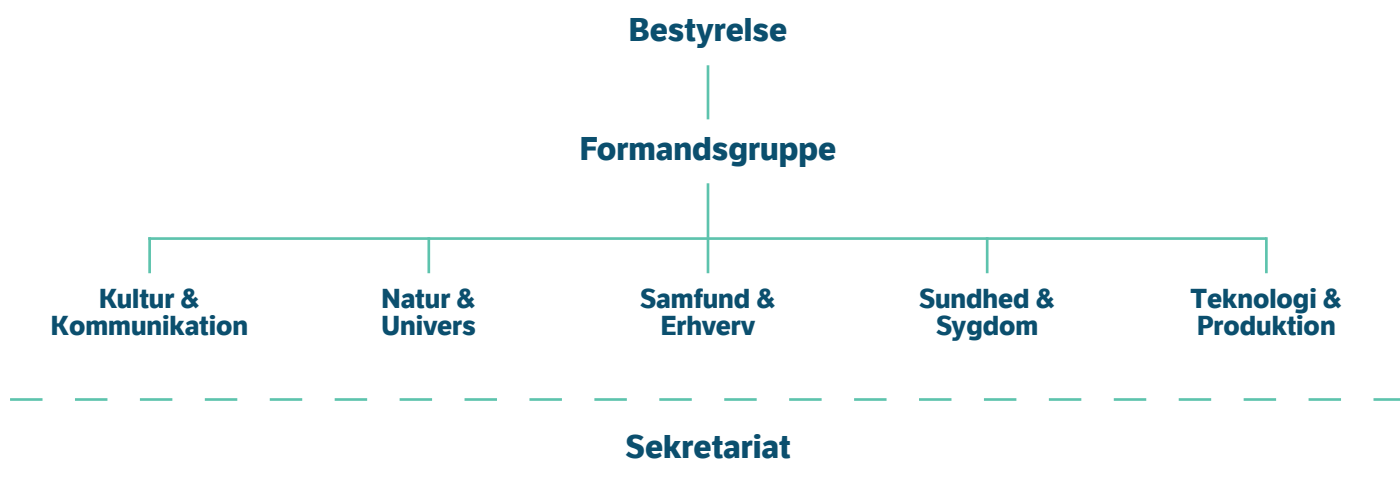 Bestyrelse
Formandsgruppe
Kultur &
Kommunikation
Natur &
Univers
Samfund &
Erhverv
Sundhed &
Sygdom
Teknologi &
Produktion
Sekretariat